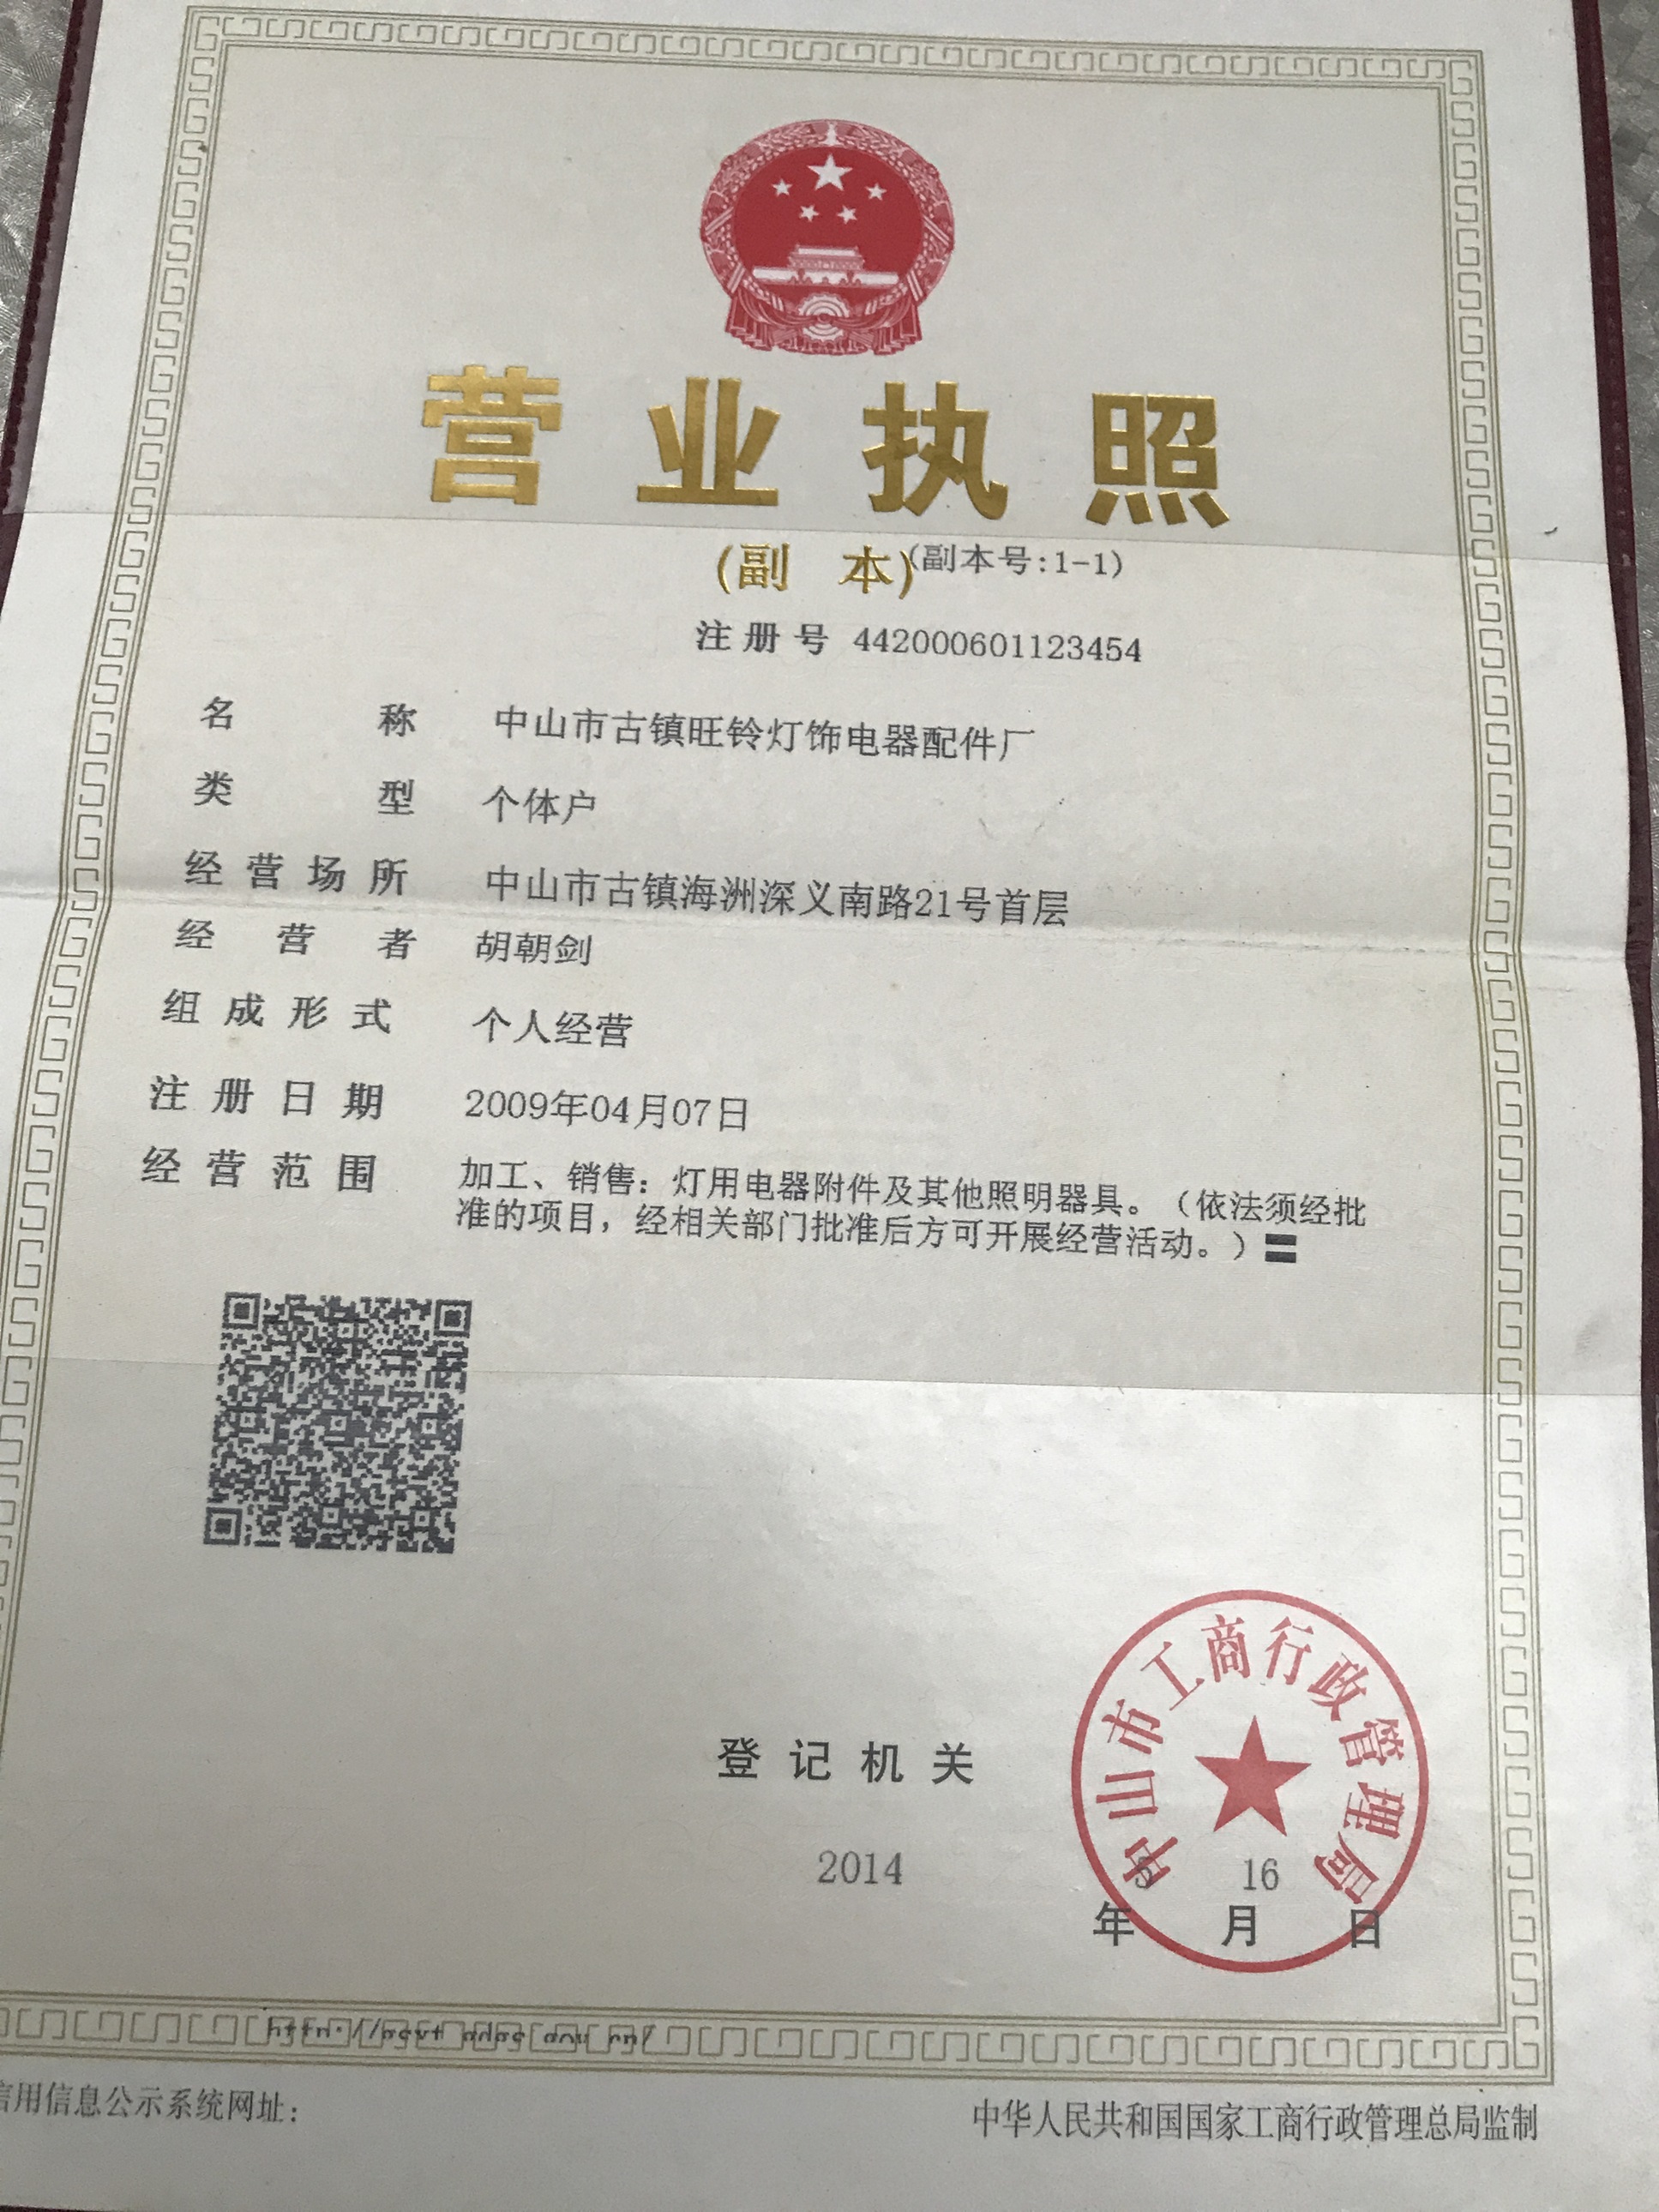 营业执照
(副 本)(副本号:1-1)
注册号 442000601123454
名称 中山市古镇旺铃灯饰电器配件厂
类型 个体户
经营场所 中山市古镇海洲深义南路21号首层
经营者 胡朝剑
组成形式 个人经营
注册日期 2009年04月07日
经营范围 加工、销售：灯用电器附件及其他照明器具。（依法须经批
准的项目，经相关部门批准后方可开展经营活动。）
中山市工商行政管理局
登记机关
2014 5 16
年 月 日
信用信息公示系统网址：
中华人民共和国国家工商行政管理总局监制